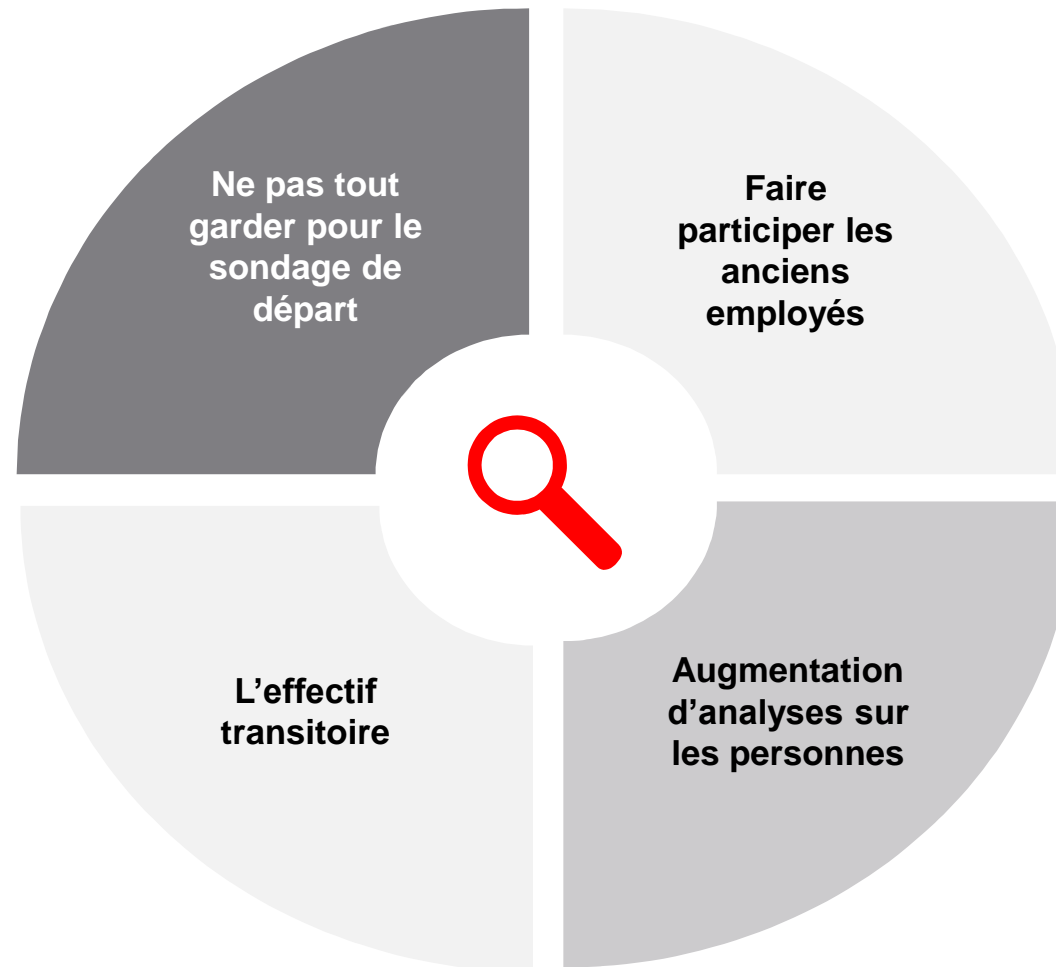 Ne pas tout
garder pour le
sondage de
départ
Faire
participer les
anciens
employés
L’effectif
transitoire
Augmentation
d’analyses sur
les personnes